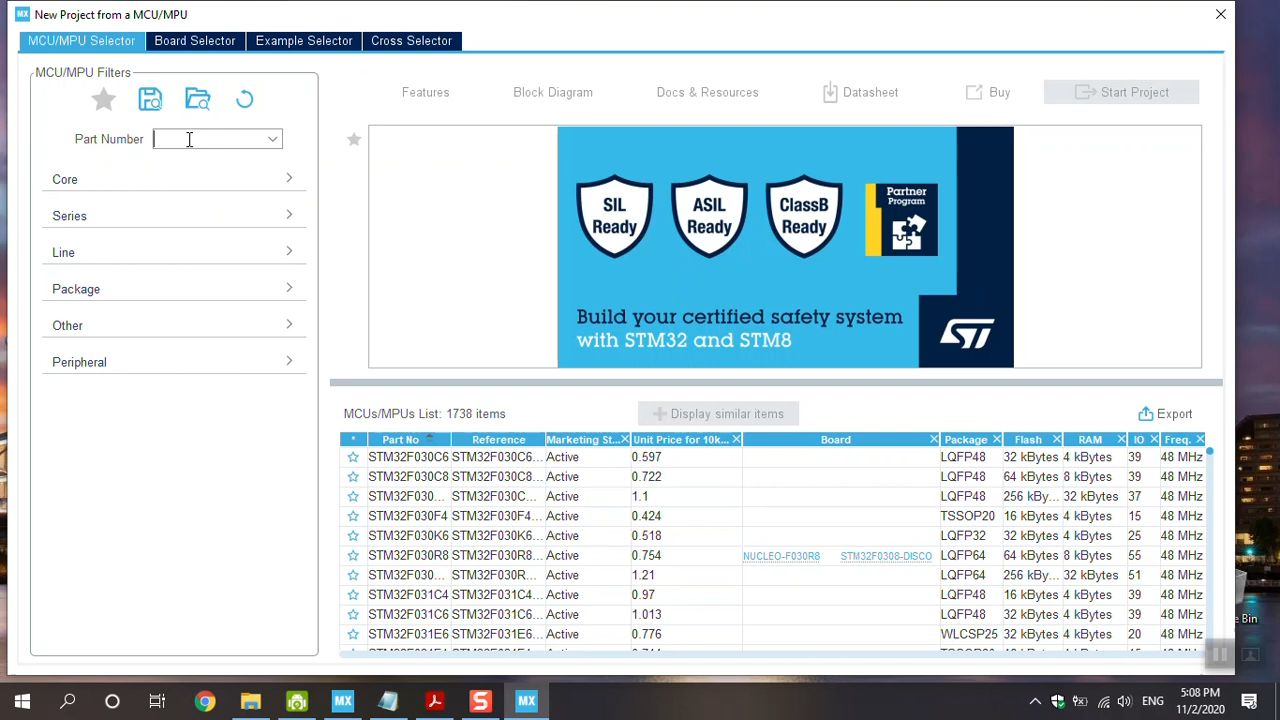 MX New Project from a MCU/MPU
MCU/MPU Selector Board Selector Example Selector Cross Selector
MCU/MPU Filters
Features Block Diagram Docs & Resources Datasheet Buy Start Project
Part Number
Core
Series
Line
Package
Other
Peripheral
SIL Ready ASIL Ready ClassB Ready Partner Program
Build your certified safety system
with STM32 and STM8
ST
MCUs/MPUs List: 1738 items Display similar items Export
* Part No Reference Marketing St... Unit Price for 10k... Board Package Flash RAM IO Freq.
STM32F030C6 STM32F030C6... Active 0.597 LQFP48 32 kBytes 4 kBytes 39 48 MHz
STM32F030C8 STM32F030C8... Active 0.722 LQFP48 64 kBytes 8 kBytes 39 48 MHz
STM32F030... STM32F030C... Active 1.1 LQFP48 256 kBy... 32 kBytes 37 48 MHz
STM32F030F4 STM32F030F4... Active 0.424 TSSOP20 16 kBytes 4 kBytes 15 48 MHz
STM32F030K6 STM32F030K6... Active 0.518 LQFP32 32 kBytes 4 kBytes 25 48 MHz
STM32F030R8 STM32F030R8... Active 0.754 NUCLEO-F030R8 STM32F0308-DISCO LQFP64 64 kBytes 8 kBytes 55 48 MHz
STM32F030... STM32F030R... Active 1.21 LQFP64 256 kBy... 32 kBytes 51 48 MHz
STM32F031C4 STM32F031C4... Active 0.97 LQFP48 16 kBytes 4 kBytes 39 48 MHz
STM32F031C6 STM32F031C6... Active 1.013 LQFP48 32 kBytes 4 kBytes 39 48 MHz
STM32F031E6 STM32F031E6... Active 0.776 WLCSP25 32 kBytes 4 kBytes 20 48 MHz
e Bin
MX S MX ENG 5:08 PM
11/2/2020